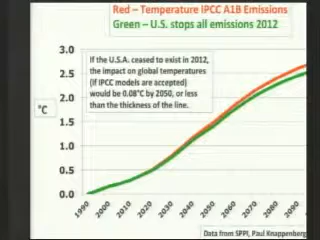 Red – Temperature IPCC A1B Emissions
Green – U.S. stops all emissions 2012
If the U.S.A. ceased to exist in 2012,
the impact on global temperatures
(if IPCC models are accepted)
would be 0.08°C by 2050, or less
than the thickness of the line.
°C
3.0
2.5
2.0
1.5
1.0
0.5
0.0
1990
2000
2010
2020
2030
2040
2050
2060
2070
2080
2090
Data from SPPI, Paul Knappenberg